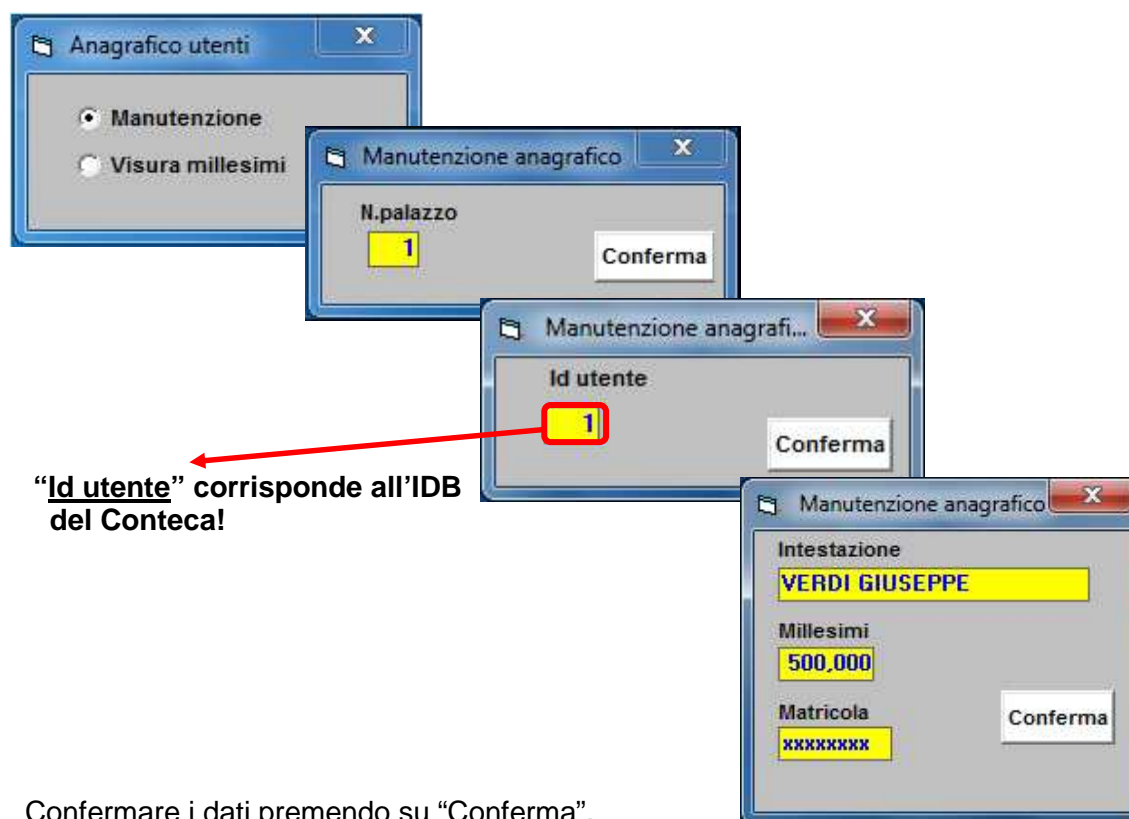 Anagrafico utenti
Manutenzione
Visura millesimi
Manutenzione anagrafico
N.palazzo
1
Conferma
Manutenzione anagrafi...
Id utente
1
Conferma
“Id utente” corrisponde all’IDB
del Conteca!
Manutenzione anagrafico
Intestazione
VERDI GIUSEPPE
Millesimi
500,000
Matricola
xxxxxxxx
Conferma
Confermare i dati premendo su “Conferma”.